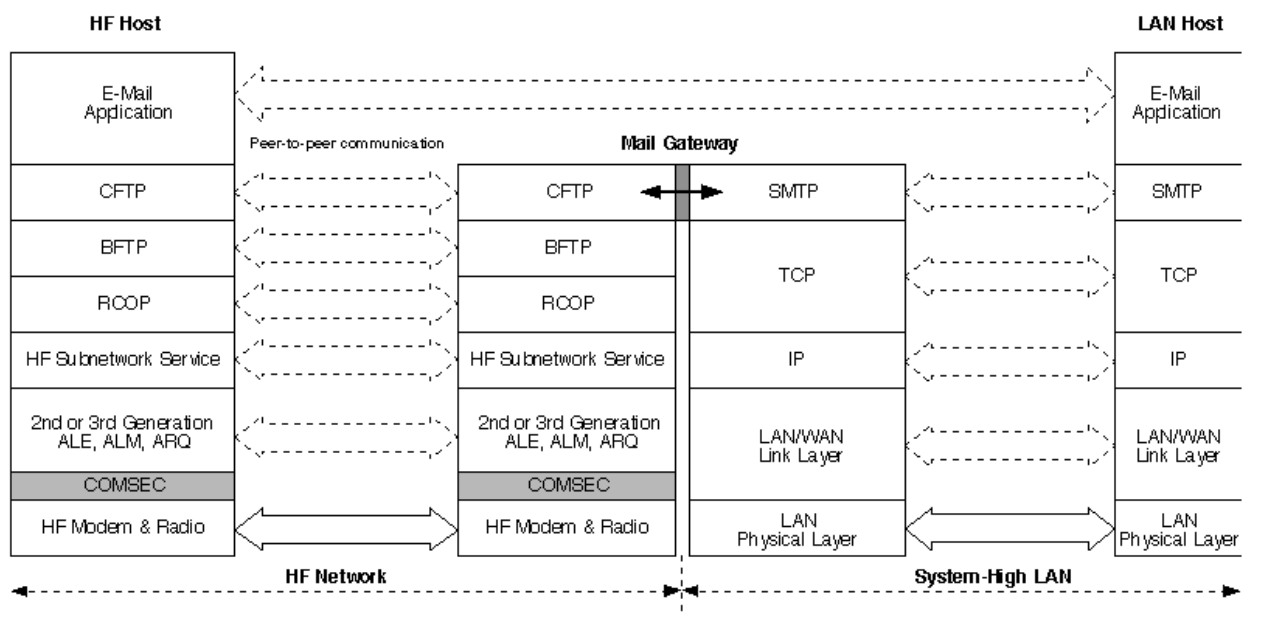 HF Host
LAN Host
E-Mail
Application
E-Mail
Application
Peer-to-peer communication
Mail Gateway
CFTP
CFTP
SMTP
SMTP
BFTP
BFTP
TCP
TCP
RCOP
RCOP
HF Subnetwork Service
HF Subnetwork Service
IP
IP
2nd or 3rd Generation
ALE, ALM, ARQ
2nd or 3rd Generation
ALE, ALM, ARQ
LAN/WAN
Link Layer
LAN/WAN
Link Layer
COMSEC
COMSEC
HF Modem & Radio
HF Modem & Radio
LAN
Physical Layer
LAN
Physical Layer
HF Network
System-High LAN